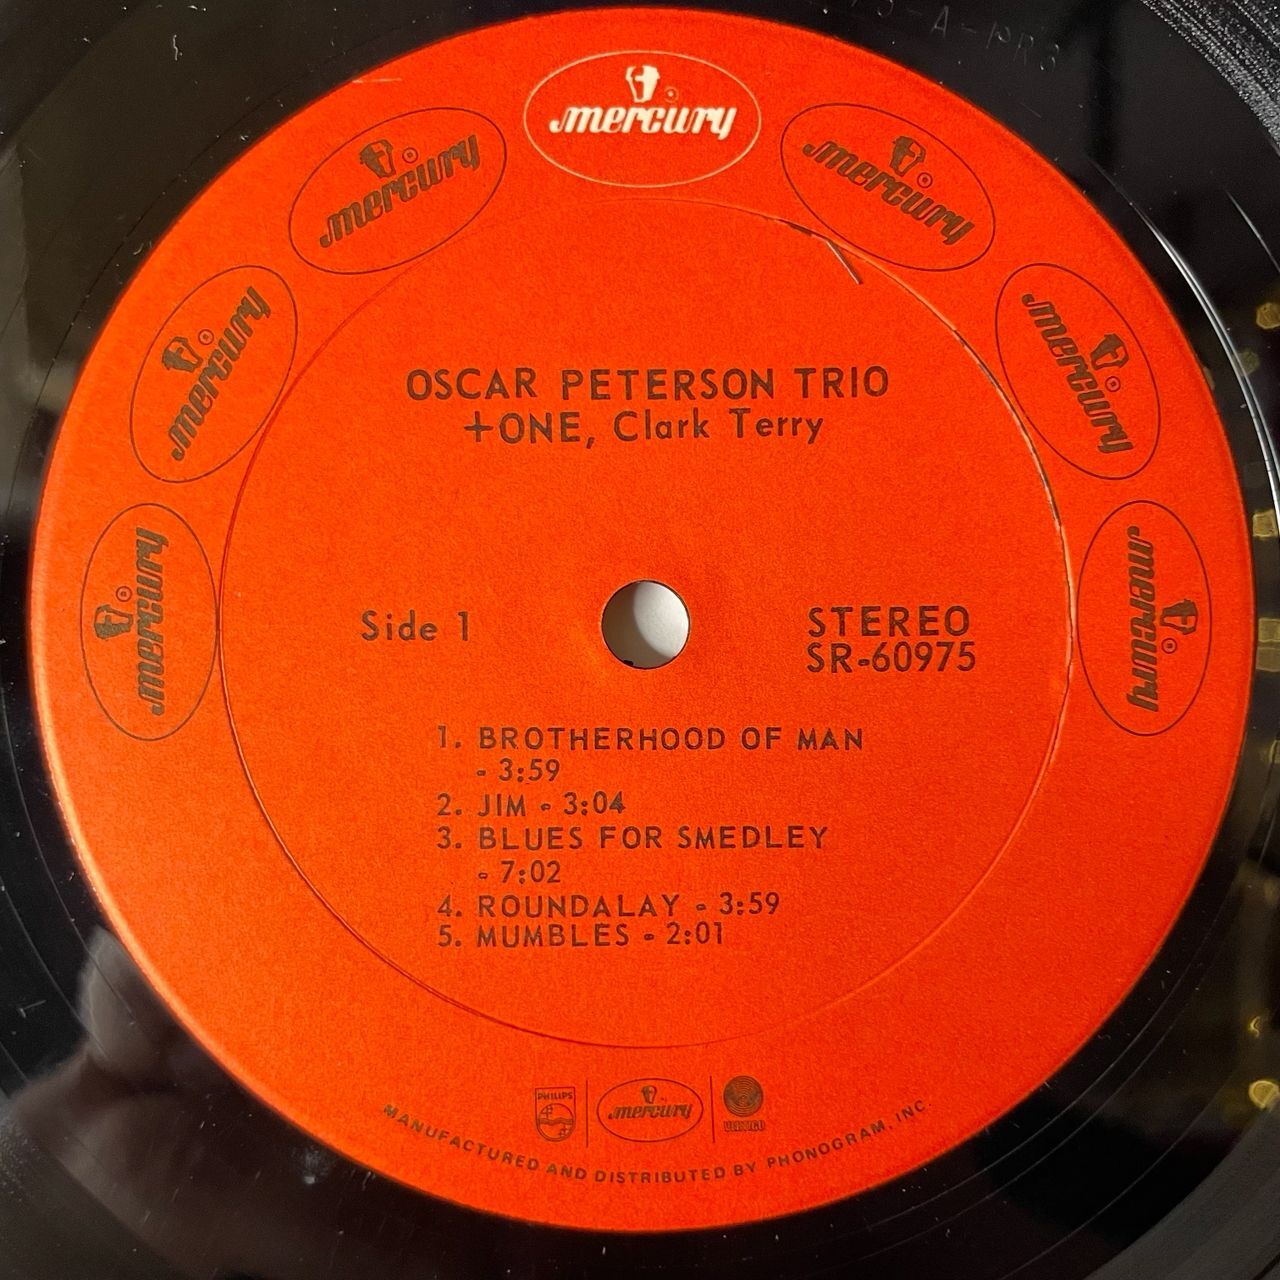 mercury
mercury
mercury
mercury
mercury
mercury
mercury
OSCAR PETERSON TRIO
+ONE, Clark Terry
Side 1
STEREO
SR-60975
1. BROTHERHOOD OF MAN
- 3:59
2. JIM - 3:04
3. BLUES FOR SMEDLEY
- 7:02
4. ROUNDALAY - 3:59
5. MUMBLES - 2:01
PHILIPS
mercury
VERTIGO
MANUFACTURED AND DISTRIBUTED BY PHONOGRAM, INC.